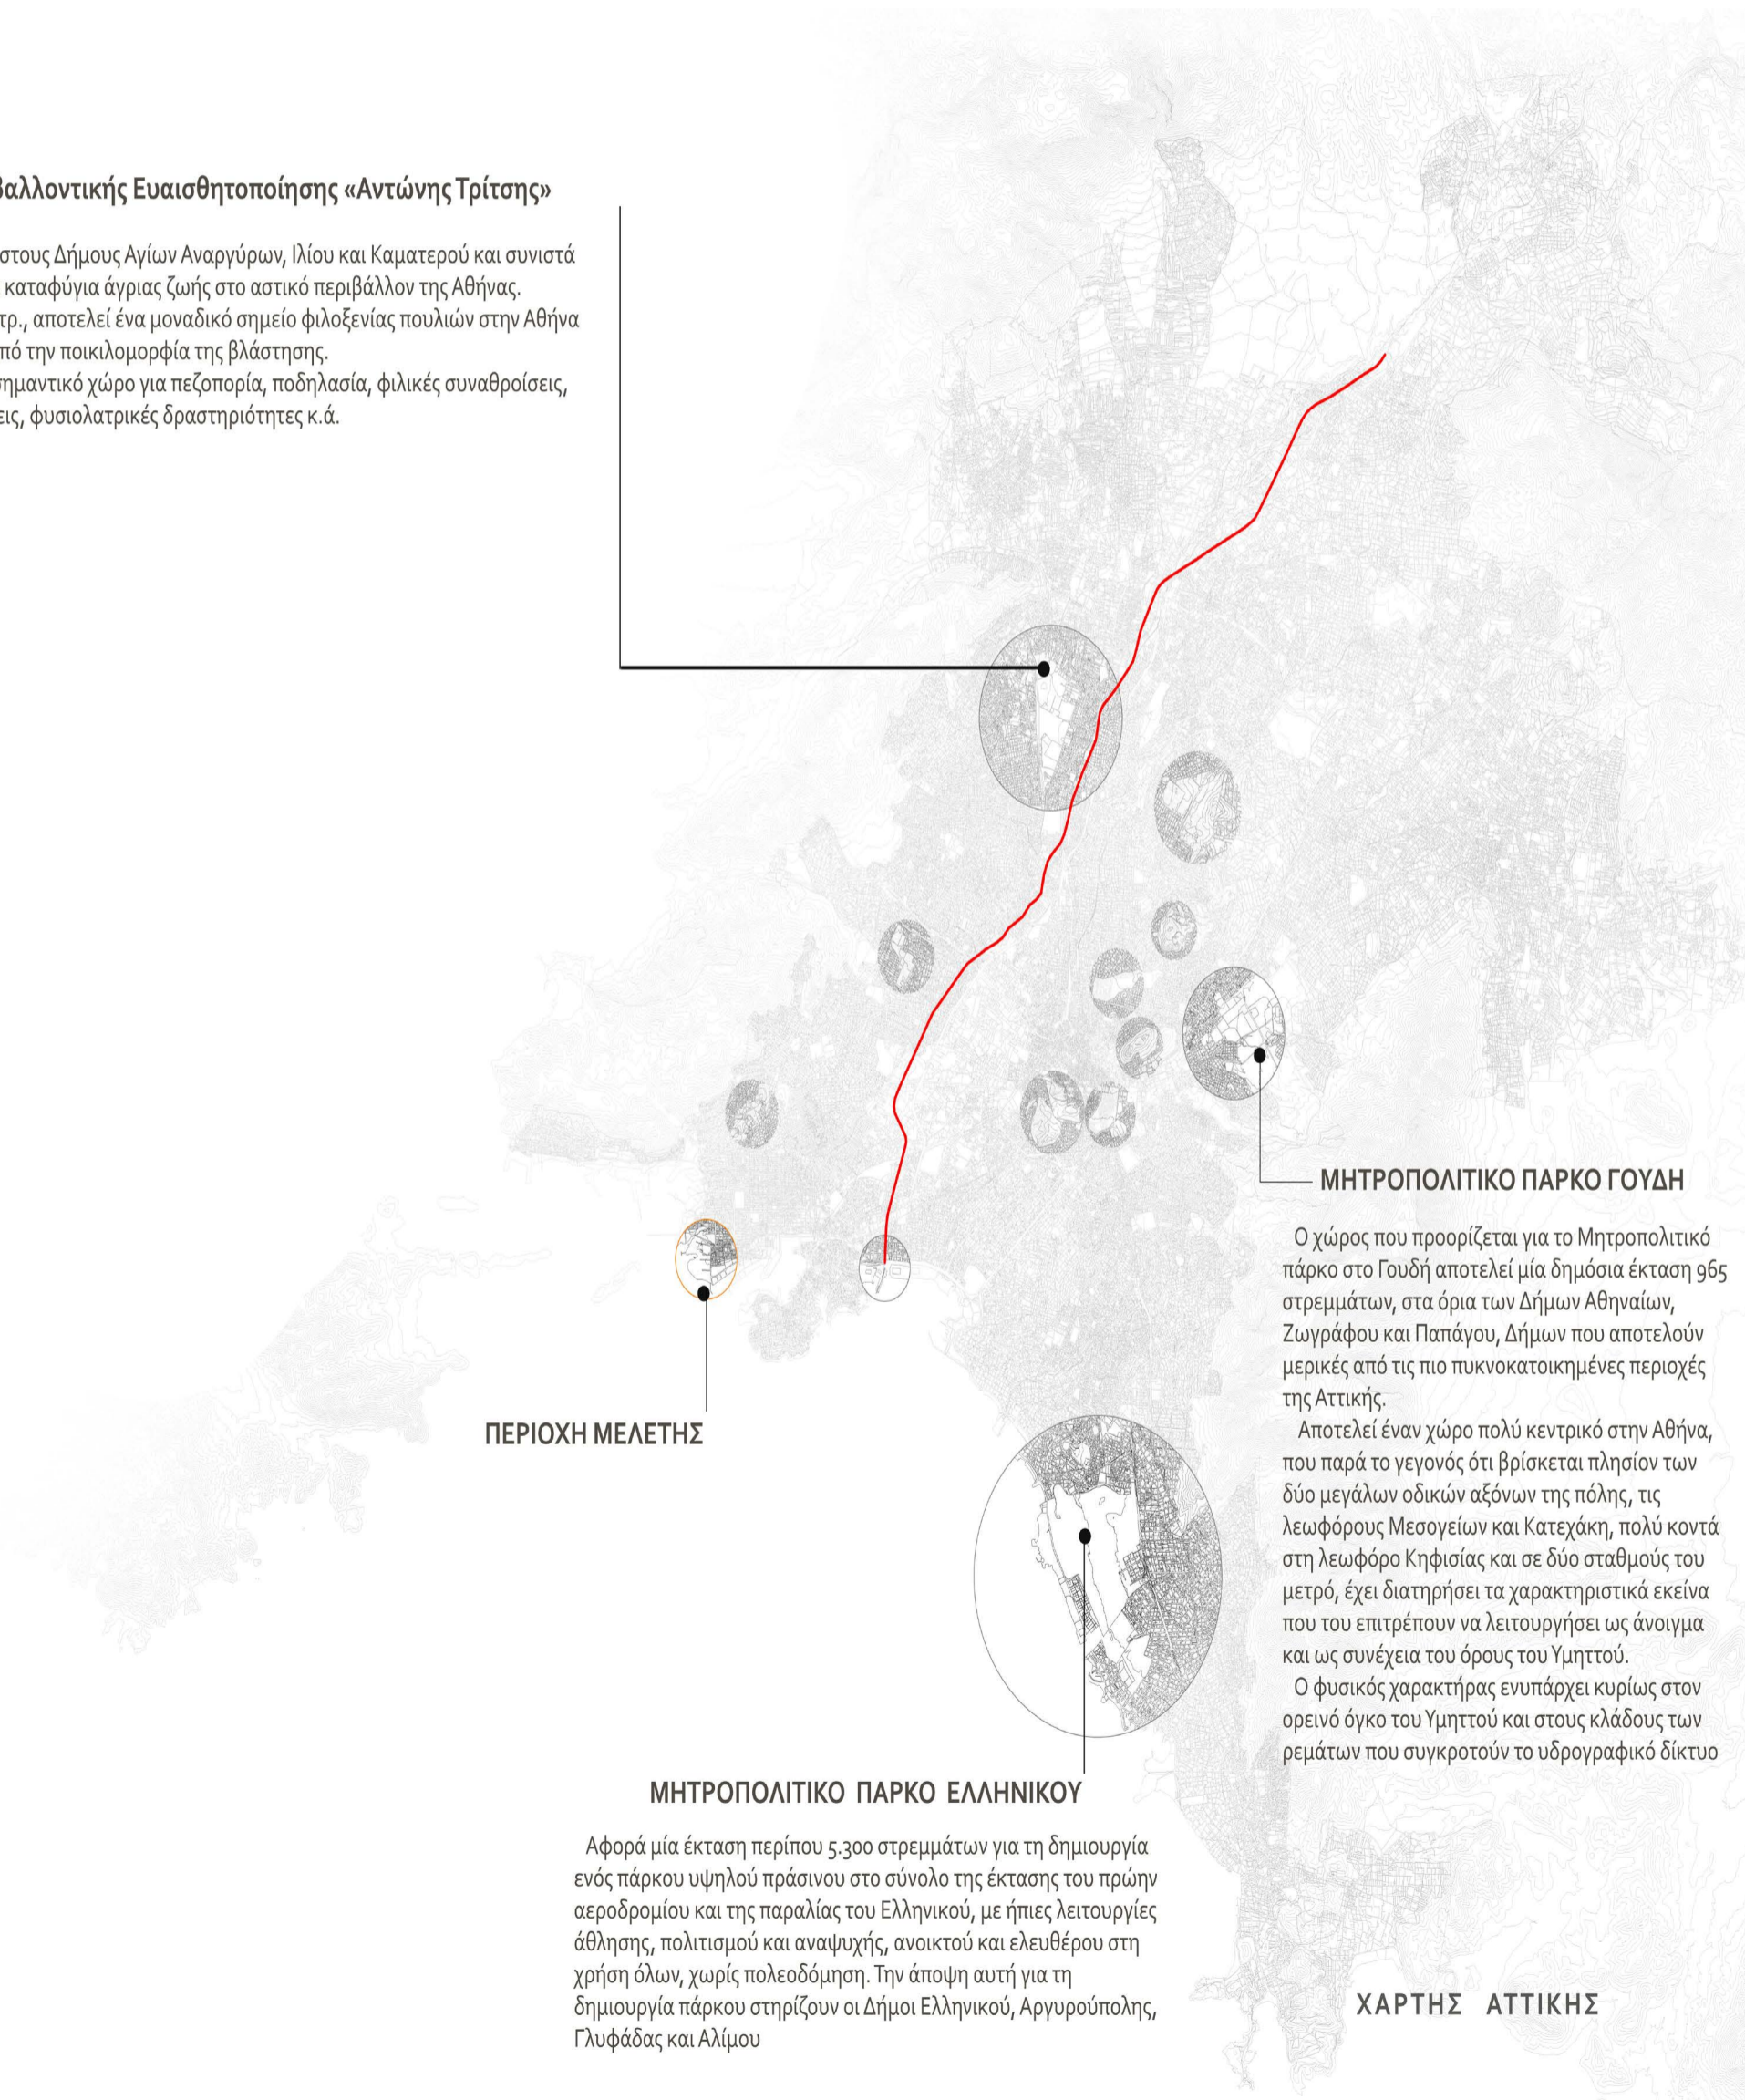 βαλλοντικής Ευαισθητοποίησης «Αντώνης Τρίτσης»
στους Δήμους Αγίων Αναργύρων, Ιλίου και Καματερού και συνιστά
καταφύγια άγριας ζωής στο αστικό περιβάλλον της Αθήνας.
τρ., αποτελεί ένα μοναδικό σημείο φιλοξενίας πουλιών στην Αθήνα
πό την ποικιλομορφία της βλάστησης.
σημαντικό χώρο για πεζοπορία, ποδηλασία, φιλικές συναθροίσεις,
εις, φυσιολατρικές δραστηριότητες κ.ά.
ΠΕΡΙΟΧΗ ΜΕΛΕΤΗΣ
ΜΗΤΡΟΠΟΛΙΤΙΚΟ ΠΑΡΚΟ ΓΟΥΔΗ
Ο χώρος που προορίζεται για το Μητροπολιτικό
πάρκο στο Γουδή αποτελεί μία δημόσια έκταση 965
στρεμμάτων, στα όρια των Δήμων Αθηναίων,
Ζωγράφου και Παπάγου, Δήμων που αποτελούν
μερικές από τις πιο πυκνοκατοικημένες περιοχές
της Αττικής.
Αποτελεί έναν χώρο πολύ κεντρικό στην Αθήνα,
που παρά το γεγονός ότι βρίσκεται πλησίον των
δύο μεγάλων οδικών αξόνων της πόλης, τις
λεωφόρους Μεσογείων και Κατεχάκη, πολύ κοντά
στη λεωφόρο Κηφισίας και σε δύο σταθμούς του
μετρό, έχει διατηρήσει τα χαρακτηριστικά εκείνα
που του επιτρέπουν να λειτουργήσει ως άνοιγμα
και ως συνέχεια του όρους του Υμηττού.
Ο φυσικός χαρακτήρας ενυπάρχει κυρίως στον
ορεινό όγκο του Υμηττού και στους κλάδους των
ρεμάτων που συγκροτούν το υδρογραφικό δίκτυο
ΜΗΤΡΟΠΟΛΙΤΙΚΟ ΠΑΡΚΟ ΕΛΛΗΝΙΚΟΥ
Αφορά μία έκταση περίπου 5.300 στρεμμάτων για τη δημιουργία
ενός πάρκου υψηλού πράσινου στο σύνολο της έκτασης του πρώην
αεροδρομίου και της παραλίας του Ελληνικού, με ήπιες λειτουργίες
άθλησης, πολιτισμού και αναψυχής, ανοικτού και ελευθέρου στη
χρήση όλων, χωρίς πολεοδόμηση. Την άποψη αυτή για τη
δημιουργία πάρκου στηρίζουν οι Δήμοι Ελληνικού, Αργυρούπολης,
Γλυφάδας και Αλίμου
ΧΑΡΤΗΣ ΑΤΤΙΚΗΣ